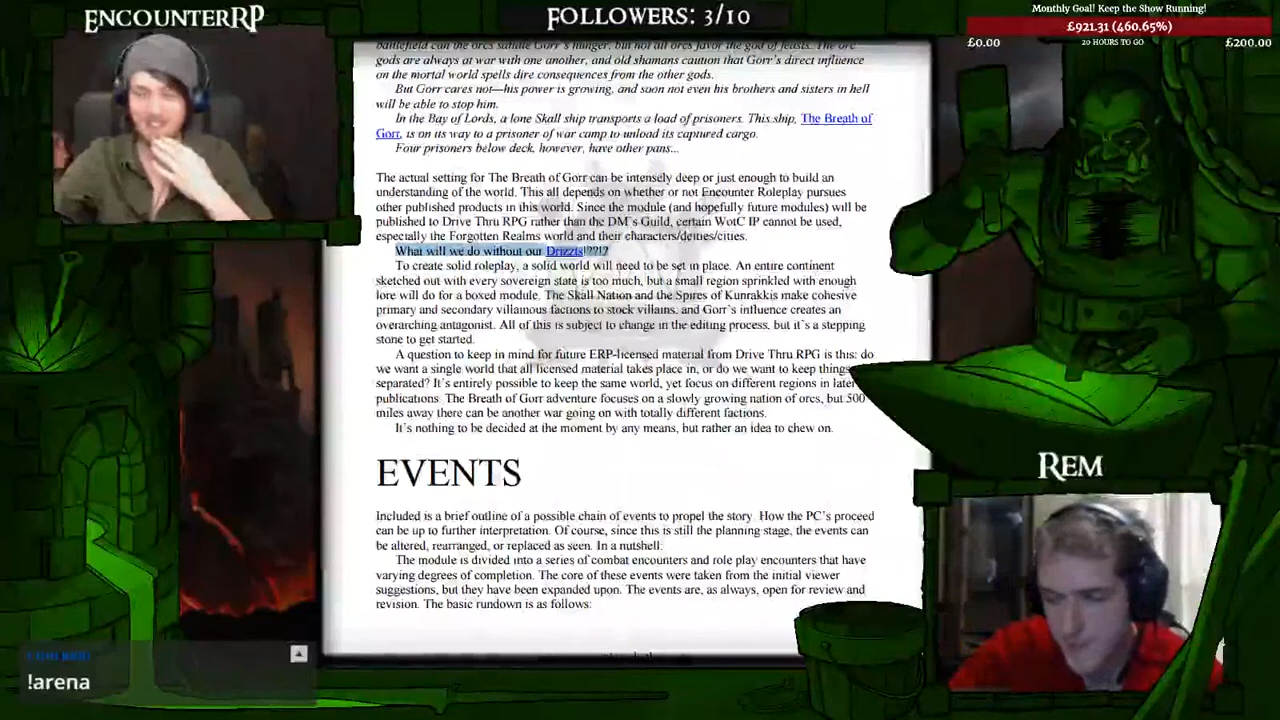 ENCOUNTERRP
FOLLOWERS: 3/10
Monthly Goal! Keep the Show Running!
£921.31 (460.65%)
£0.00
20 HOURS TO GO
£200.00
battlefield can the orcs satiate Gorr's hunger, but not all orcs favor the god of feasts. The orc
gods are always at war with one another, and old shamans caution that Gorr's direct influence
on the mortal world spells dire consequences from the other gods.
But Gorr cares not—his power is growing, and soon not even his brothers and sisters in hell
will be able to stop him.
In the Bay of Lords, a lone Skall ship transports a load of prisoners. This ship, The Breath of
Gorr, is on its way to a prisoner of war camp to unload its captured cargo.
Four prisoners below deck, however, have other pans...
The actual setting for The Breath of Gorr can be intensely deep or just enough to build an
understanding of the world. This all depends on whether or not Encounter Roleplay pursues
other published products in this world. Since the module (and hopefully future modules) will be
published to Drive Thru RPG rather than the DM's Guild, certain WotC IP cannot be used,
especially the Forgotten Realms world and their characters/deities/cities.
What will we do without our Drizzts!??!?
To create solid roleplay, a solid world will need to be set in place. An entire continent
sketched out with every sovereign state is too much, but a small region sprinkled with enough
lore will do for a boxed module. The Skall Nation and the Spires of Kunrakkis make cohesive
primary and secondary villainous factions to stock villains, and Gorr's influence creates an
overarching antagonist. All of this is subject to change in the editing process, but it's a stepping
stone to get started.
A question to keep in mind for future ERP-licensed material from Drive Thru RPG is this: do
we want a single world that all licensed material takes place in, or do we want to keep things
separated? It's entirely possible to keep the same world, yet focus on different regions in later
publications. The Breath of Gorr adventure focuses on a slowly growing nation of orcs, but 500
miles away there can be another war going on with totally different factions.
It's nothing to be decided at the moment by any means, but rather an idea to chew on.
EVENTS
Included is a brief outline of a possible chain of events to propel the story. How the PC's proceed
can be up to further interpretation. Of course, since this is still the planning stage, the events can
be altered, rearranged, or replaced as seen. In a nutshell:
The module is divided into a series of combat encounters and role play encounters that have
varying degrees of completion. The core of these events were taken from the initial viewer
suggestions, but they have been expanded upon. The events are, as always, open for review and
revision. The basic rundown is as follows:
REM
!arena